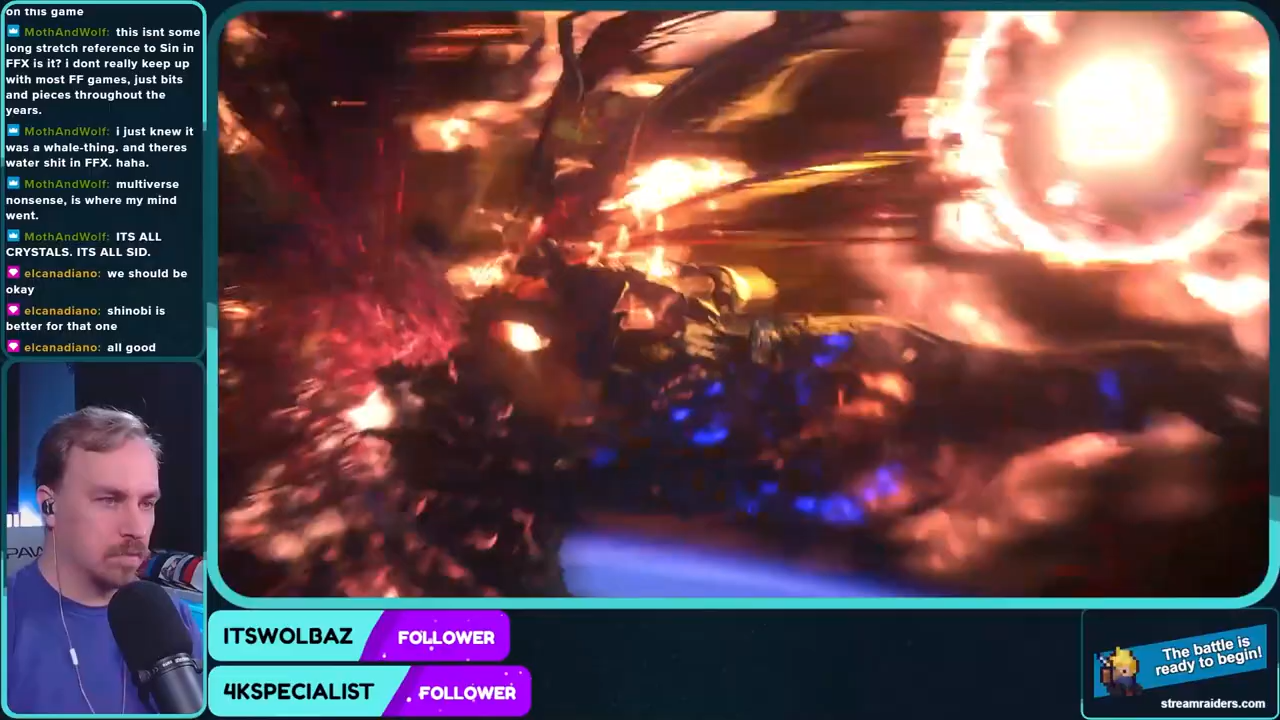 on this game
MothAndWolf: this isnt some
long stretch reference to Sin in
FFX is it? i dont really keep up
with most FF games, just bits
and pieces throughout the
years.
MothAndWolf: i just knew it
was a whale-thing. and theres
water shit in FFX. haha.
MothAndWolf: multiverse
nonsense, is where my mind
went.
MothAndWolf: ITS ALL
CRYSTALS. ITS ALL SID.
elcanadiano: we should be
okay
elcanadiano: shinobi is
better for that one
elcanadiano: all good
ITSWOLBAZ FOLLOWER
4KSPECIALIST FOLLOWER
The battle is
ready to begin!
streamraiders.com